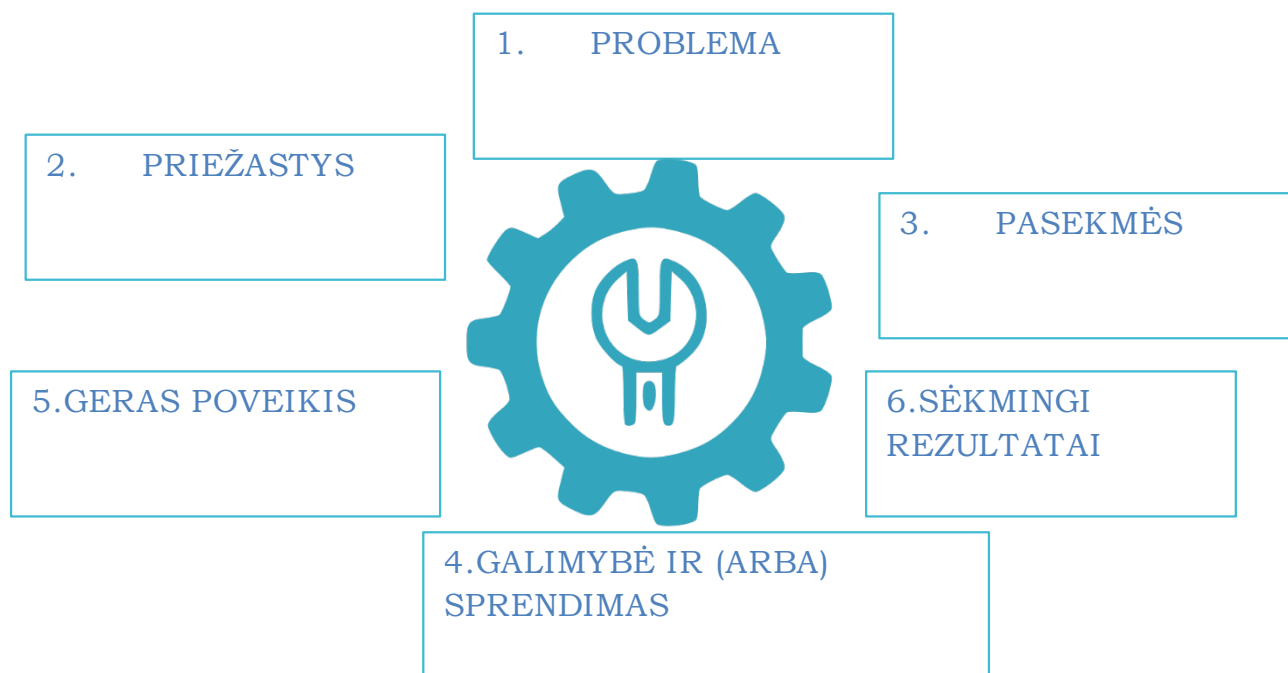 1. PROBLEMA
2. PRIEŽASTYS
3. PASEKMĖS
5.GERAS POVEIKIS
6.SĖKMINGI
REZULTATAI
4.GALIMYBĖ IR (ARBA)
SPRENDIMAS